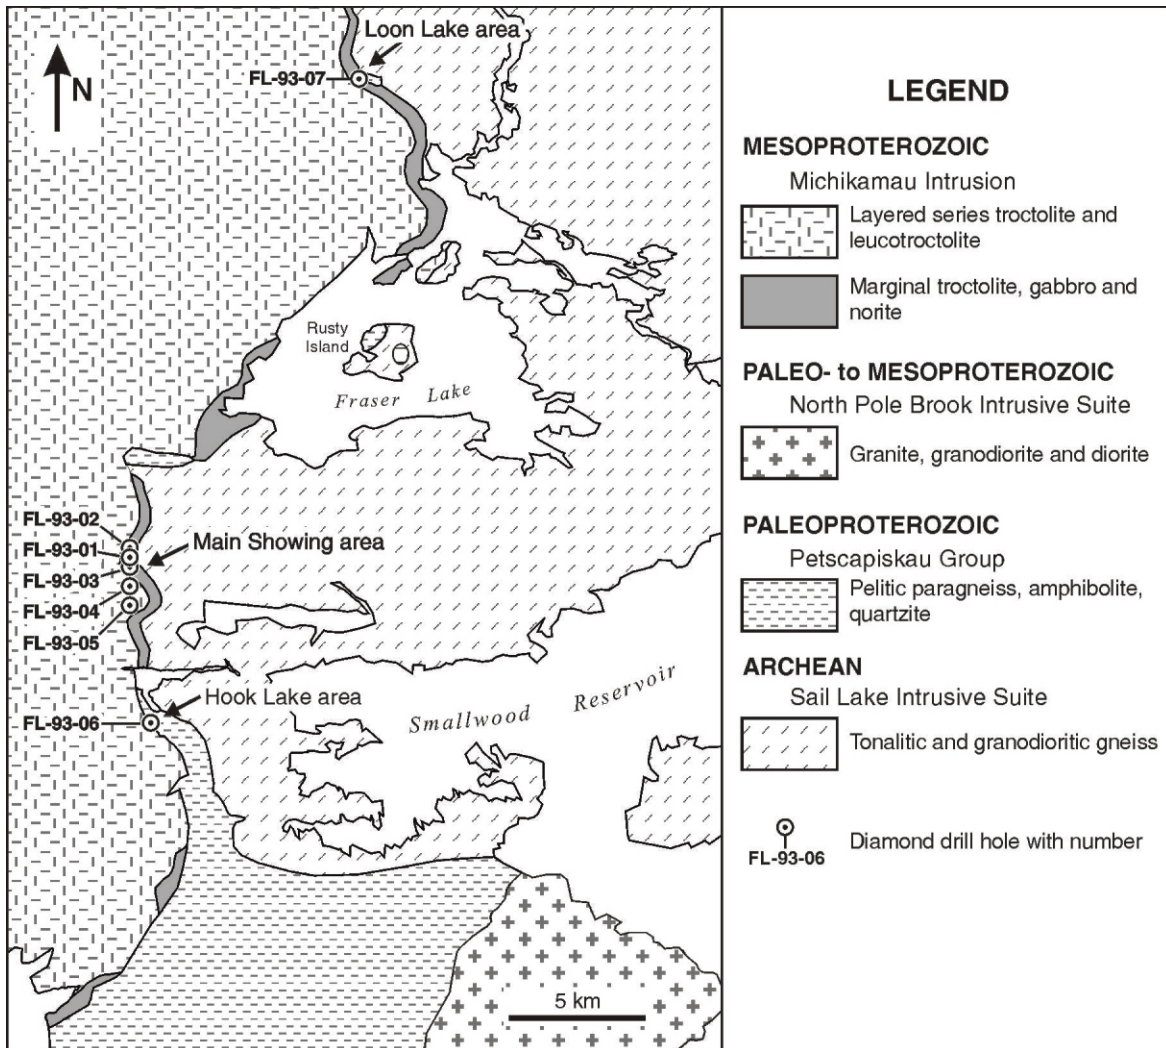 Loon Lake area
FL-93-07
N
Rusty
Island
Fraser Lake
FL-93-02
FL-93-01
Main Showing area
FL-93-03
FL-93-04
FL-93-05
Hook Lake area
FL-93-06
Smallwood Reservoir
5 km
LEGEND
MESOPROTEROZOIC
Michikamau Intrusion
Layered series troctolite and
leucotroctolite
Marginal troctolite, gabbro and
norite
PALEO- to MESOPROTEROZOIC
North Pole Brook Intrusive Suite
Granite, granodiorite and diorite
PALEOPROTEROZOIC
Petscapiskau Group
Pelitic paragneiss, amphibolite,
quartzite
ARCHEAN
Sail Lake Intrusive Suite
Tonalitic and granodioritic gneiss
FL-93-06
Diamond drill hole with number